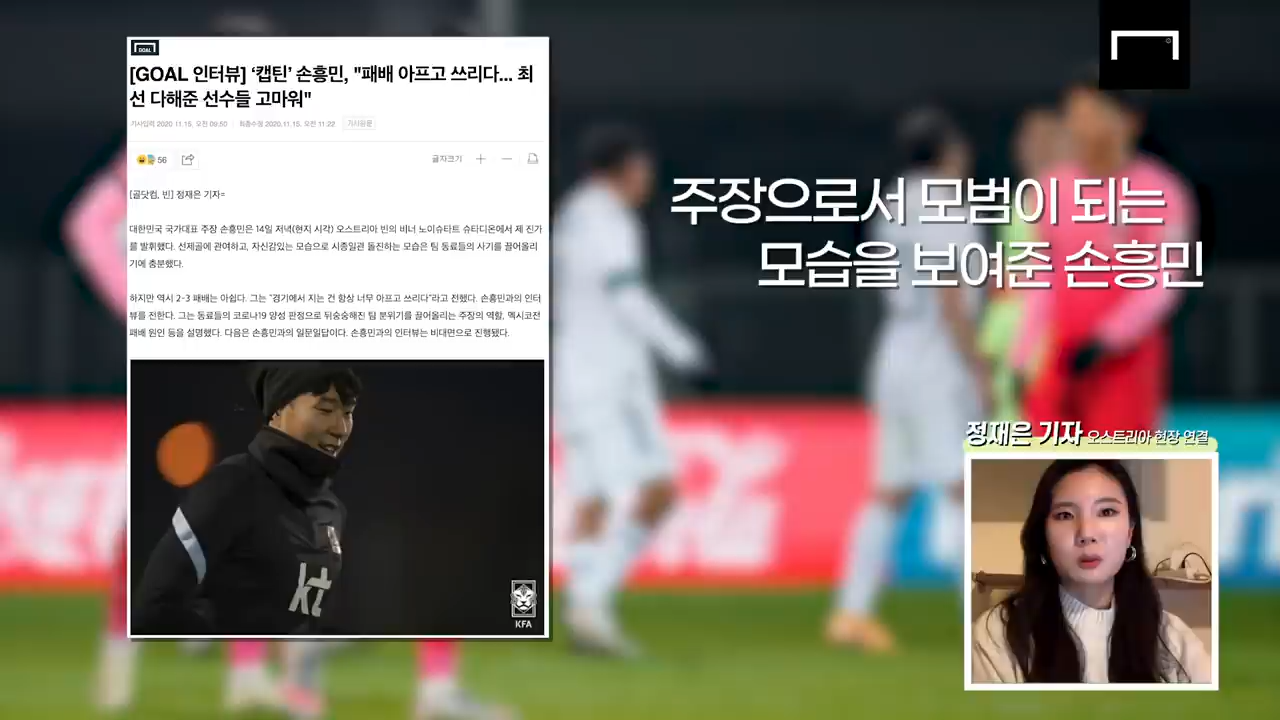 GOAL
[GOAL 인터뷰] ‘캡틴’ 손흥민, "패배 아프고 쓰리다... 최
선 다해준 선수들 고마워"
기사입력 2020.11.15. 오전 09:50 최종수정 2020.11.15. 오전 11:22 기사원문
56 글자크기
[골닷컴, 빈] 정재은 기자=
대한민국 국가대표 주장 손흥민은 14일 저녁(현지 시각) 오스트리아 빈의 비너 노이슈타트 슈타디온에서 제 진가
를 발휘했다. 선제골에 관여하고, 자신감있는 모습으로 시종일관 돌진하는 모습은 팀 동료들의 사기를 끌어올리
기에 충분했다.
하지만 역시 2-3 패배는 아쉽다. 그는 "경기에서 지는 건 항상 너무 아프고 쓰리다"라고 전했다. 손흥민과의 인터
뷰를 전한다. 그는 동료들의 코로나19 양성 판정으로 뒤숭숭해진 팀 분위기를 끌어올리는 주장의 역할, 멕시코전
패배 원인 등을 설명했다. 다음은 손흥민과의 일문일답이다. 손흥민과의 인터뷰는 비대면으로 진행됐다.
kt
KFA
주장으로서 모범이 되는
모습을 보여준 손흥민
정재은 기자 오스트리아 현장 연결